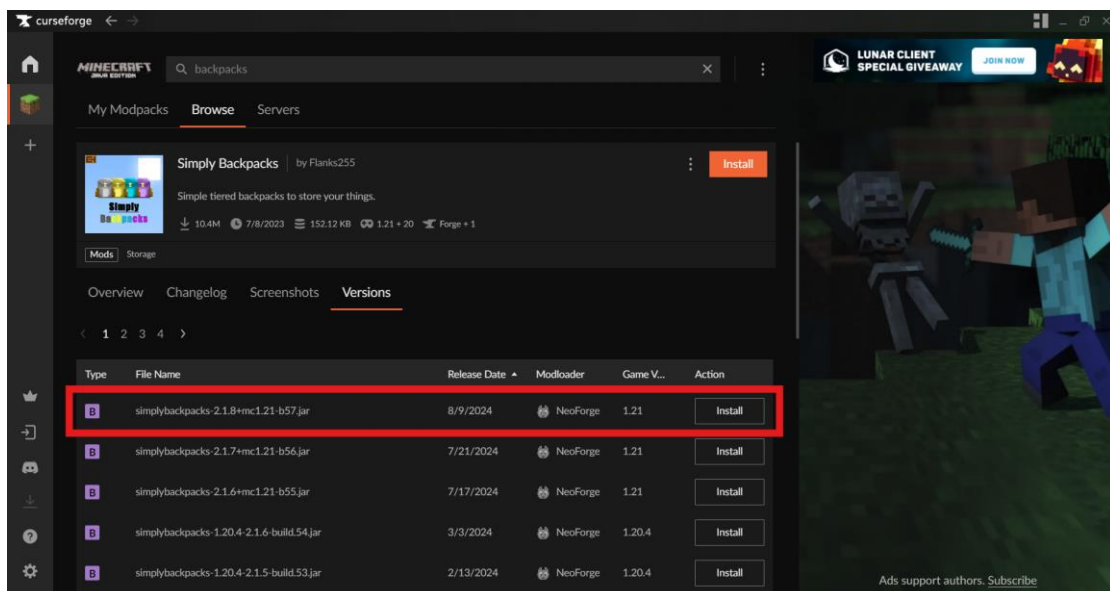 curseforge
LUNAR CLIENT
SPECIAL GIVEAWAY
JOIN NOW
MINECRAFT
JAVA EDITION
backpacks
My Modpacks Browse Servers
Simply Backpacks by Flanks255
Install
Simple tiered backpacks to store your things.
Simply
10.4M 7/8/2023 152.12 KB 1.21 + 20 Forge + 1
Mods Storage
Overview Changelog Screenshots Versions
1 2 3 4
Type File Name Release Date Modloader Game V... Action
B simplybackpacks-2.1.8+mc1.21-b57.jar 8/9/2024 NeoForge 1.21 Install
B simplybackpacks-2.1.7+mc1.21-b56.jar 7/21/2024 NeoForge 1.21 Install
B simplybackpacks-2.1.6+mc1.21-b55.jar 7/17/2024 NeoForge 1.21 Install
B simplybackpacks-1.20.4-2.1.6-build.54.jar 3/3/2024 NeoForge 1.20.4 Install
B simplybackpacks-1.20.4-2.1.5-build.53.jar 2/13/2024 NeoForge 1.20.4 Install
Ads support authors. Subscribe